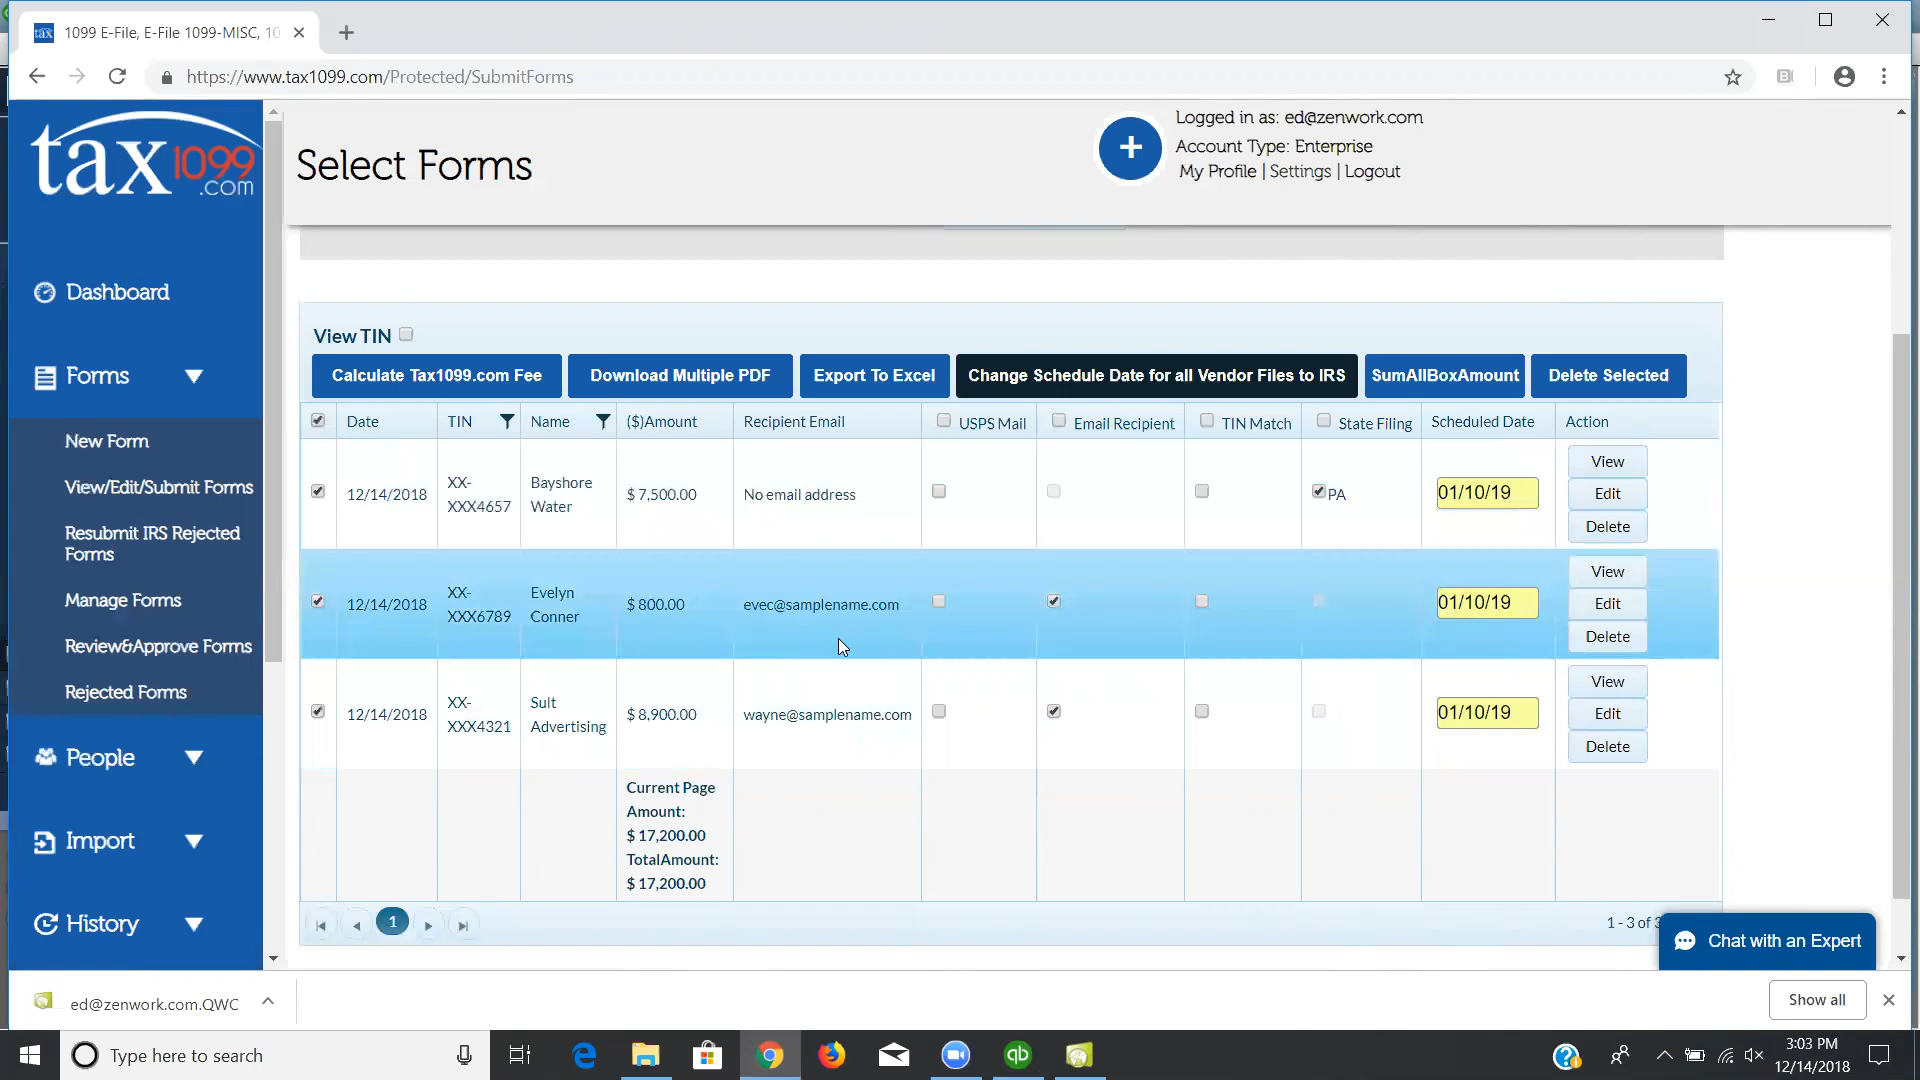 1099 E-File, E-File 1099-MISC, 10
https://www.tax1099.com/Protected/SubmitForms
tax1099.com
Select Forms
Logged in as: ed@zenwork.com
Account Type: Enterprise
My Profile | Settings | Logout
Dashboard
Forms
New Form
View/Edit/Submit Forms
Resubmit IRS Rejected
Forms
Manage Forms
Review&Approve Forms
Rejected Forms
People
Import
History
View TIN
Calculate Tax1099.com Fee
Download Multiple PDF
Export To Excel
Change Schedule Date for all Vendor Files to IRS
SumAllBoxAmount
Delete Selected
Date TIN Name ($)Amount Recipient Email USPS Mail Email Recipient TIN Match State Filing Scheduled Date Action
12/14/2018 XX-XXX4657 Bayshore Water $ 7,500.00 No email address PA 01/10/19 View Edit Delete
12/14/2018 XX-XXX6789 Evelyn Conner $ 800.00 evec@samplename.com 01/10/19 View Edit Delete
12/14/2018 XX-XXX4321 Sult Advertising $ 8,900.00 wayne@samplename.com 01/10/19 View Edit Delete
Current Page
Amount:
$ 17,200.00
TotalAmount:
$ 17,200.00
1
1 - 3 of
Chat with an Expert
ed@zenwork.com.QWC
Show all
Type here to search
3:03 PM
12/14/2018